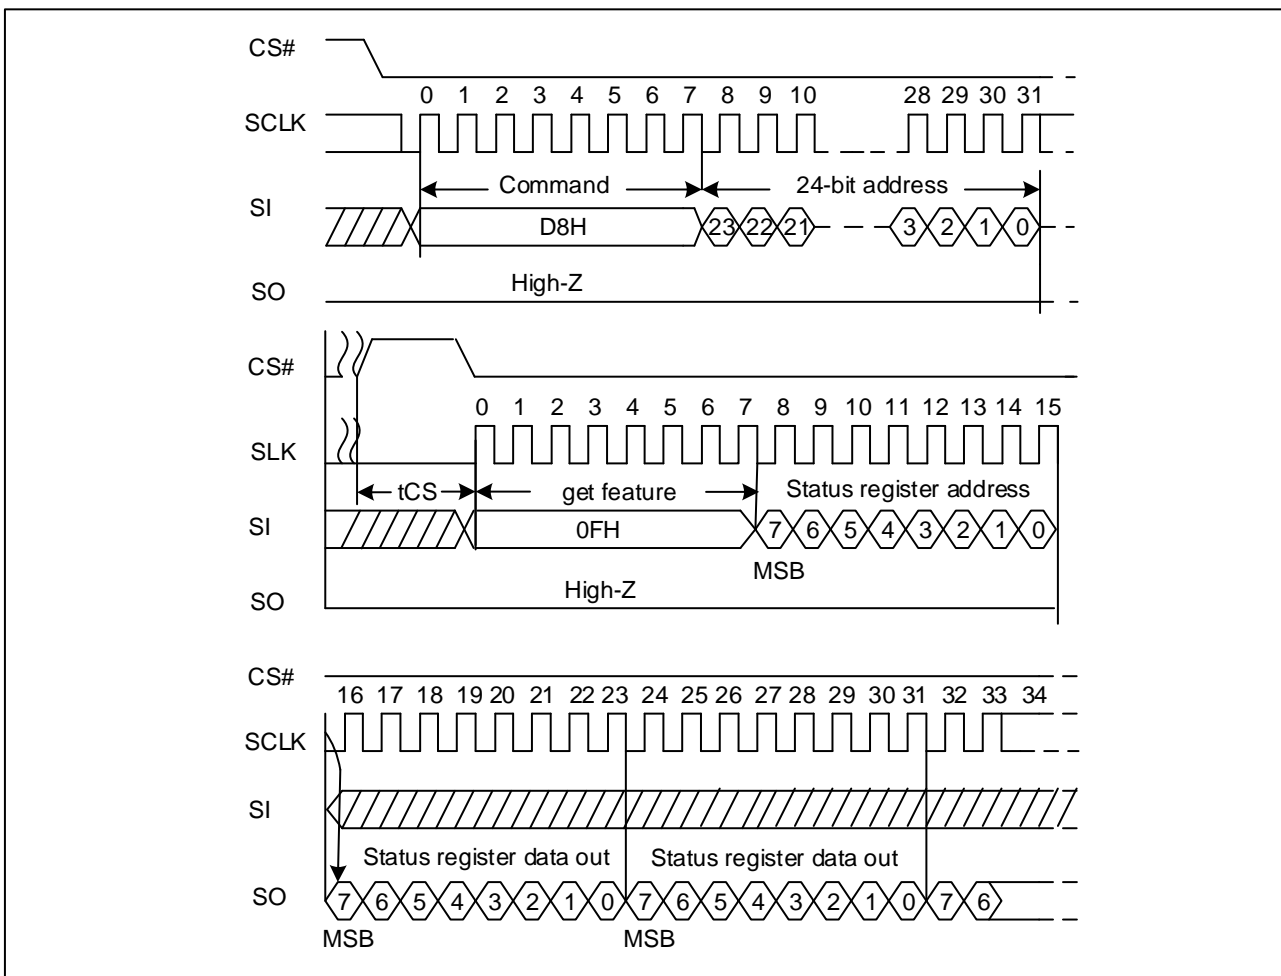 CS#
0 1 2 3 4 5 6 7 8 9 10 28 29 30 31
SCLK
Command 24-bit address
SI
D8H 23 22 21 3 2 1 0
High-Z
SO
CS#
0 1 2 3 4 5 6 7 8 9 10 11 12 13 14 15
SLK
tCS get feature Status register address
SI
0FH 7 6 5 4 3 2 1 0
MSB
High-Z
SO
CS#
16 17 18 19 20 21 22 23 24 25 26 27 28 29 30 31 32 33 34
SCLK
SI
Status register data out Status register data out
SO
7 6 5 4 3 2 1 0 7 6 5 4 3 2 1 0 7 6
MSB MSB